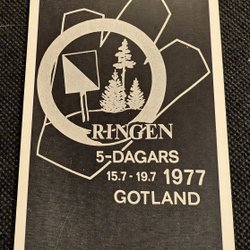 O-RINGEN
5-DAGARS
15.7 - 19.7 1977
GOTLAND